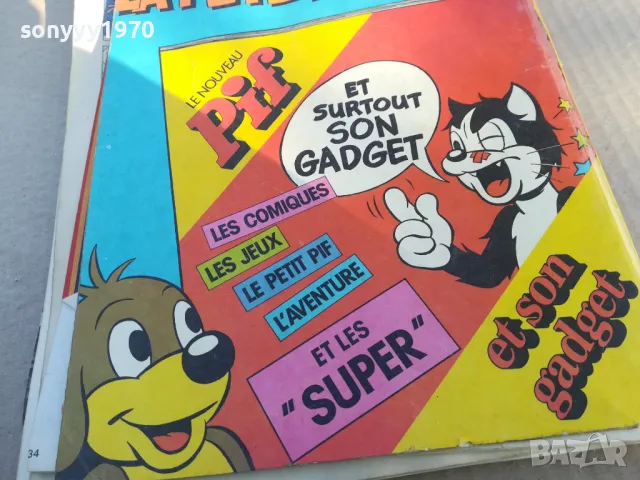 sonyyy1970
LE NOUVEAU
Pif
ET
SURTOUT
SON
GADGET
LES COMIQUES
LES JEUX
LE PETIT PIF
L'AVENTURE
ET LES
"SUPER"
et son
gadget
34
BAZAR